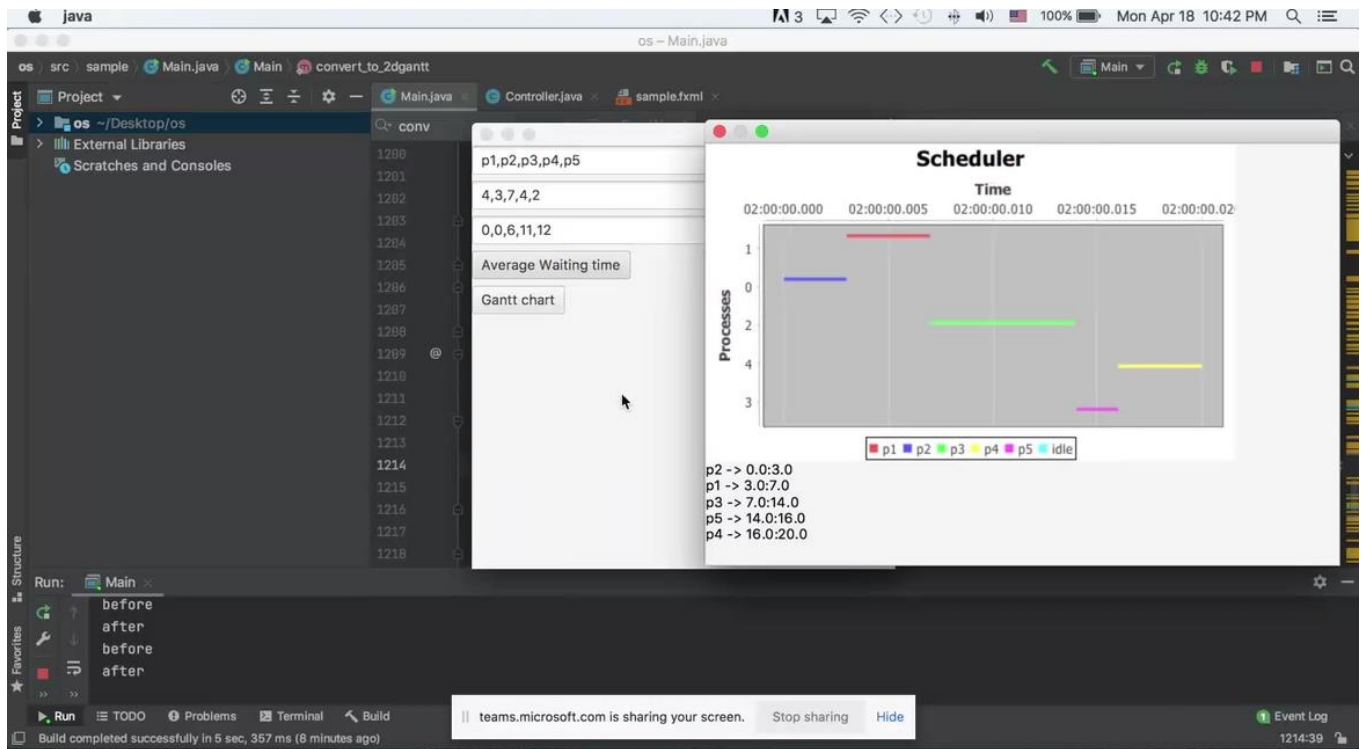 java 3 100% Mon Apr 18 10:42 PM
os – Main.java
os src sample Main.java Main convert_to_2dgantt Main
Project Main.java Controller.java sample.fxml
Project
os ~/Desktop/os
External Libraries
Scratches and Consoles
conv
1200
1201
1202
1203
1204
1205
1206
1207
1208
1209 @
1210
1211
1212
1213
1214
1215
1216
1217
1218
p1,p2,p3,p4,p5
4,3,7,4,2
0,0,6,11,12
Average Waiting time
Gantt chart
Scheduler
Time
02:00:00.000 02:00:00.005 02:00:00.010 02:00:00.015 02:00:00.02
Processes
1
0
2
4
3
p1 p2 p3 p4 p5 idle
p2 -> 0.0:3.0
p1 -> 3.0:7.0
p3 -> 7.0:14.0
p5 -> 14.0:16.0
p4 -> 16.0:20.0
Structure
Favorites
Run: Main
before
after
before
after
teams.microsoft.com is sharing your screen. Stop sharing Hide
Run TODO Problems Terminal Build 1 Event Log
Build completed successfully in 5 sec, 357 ms (8 minutes ago) 1214:39